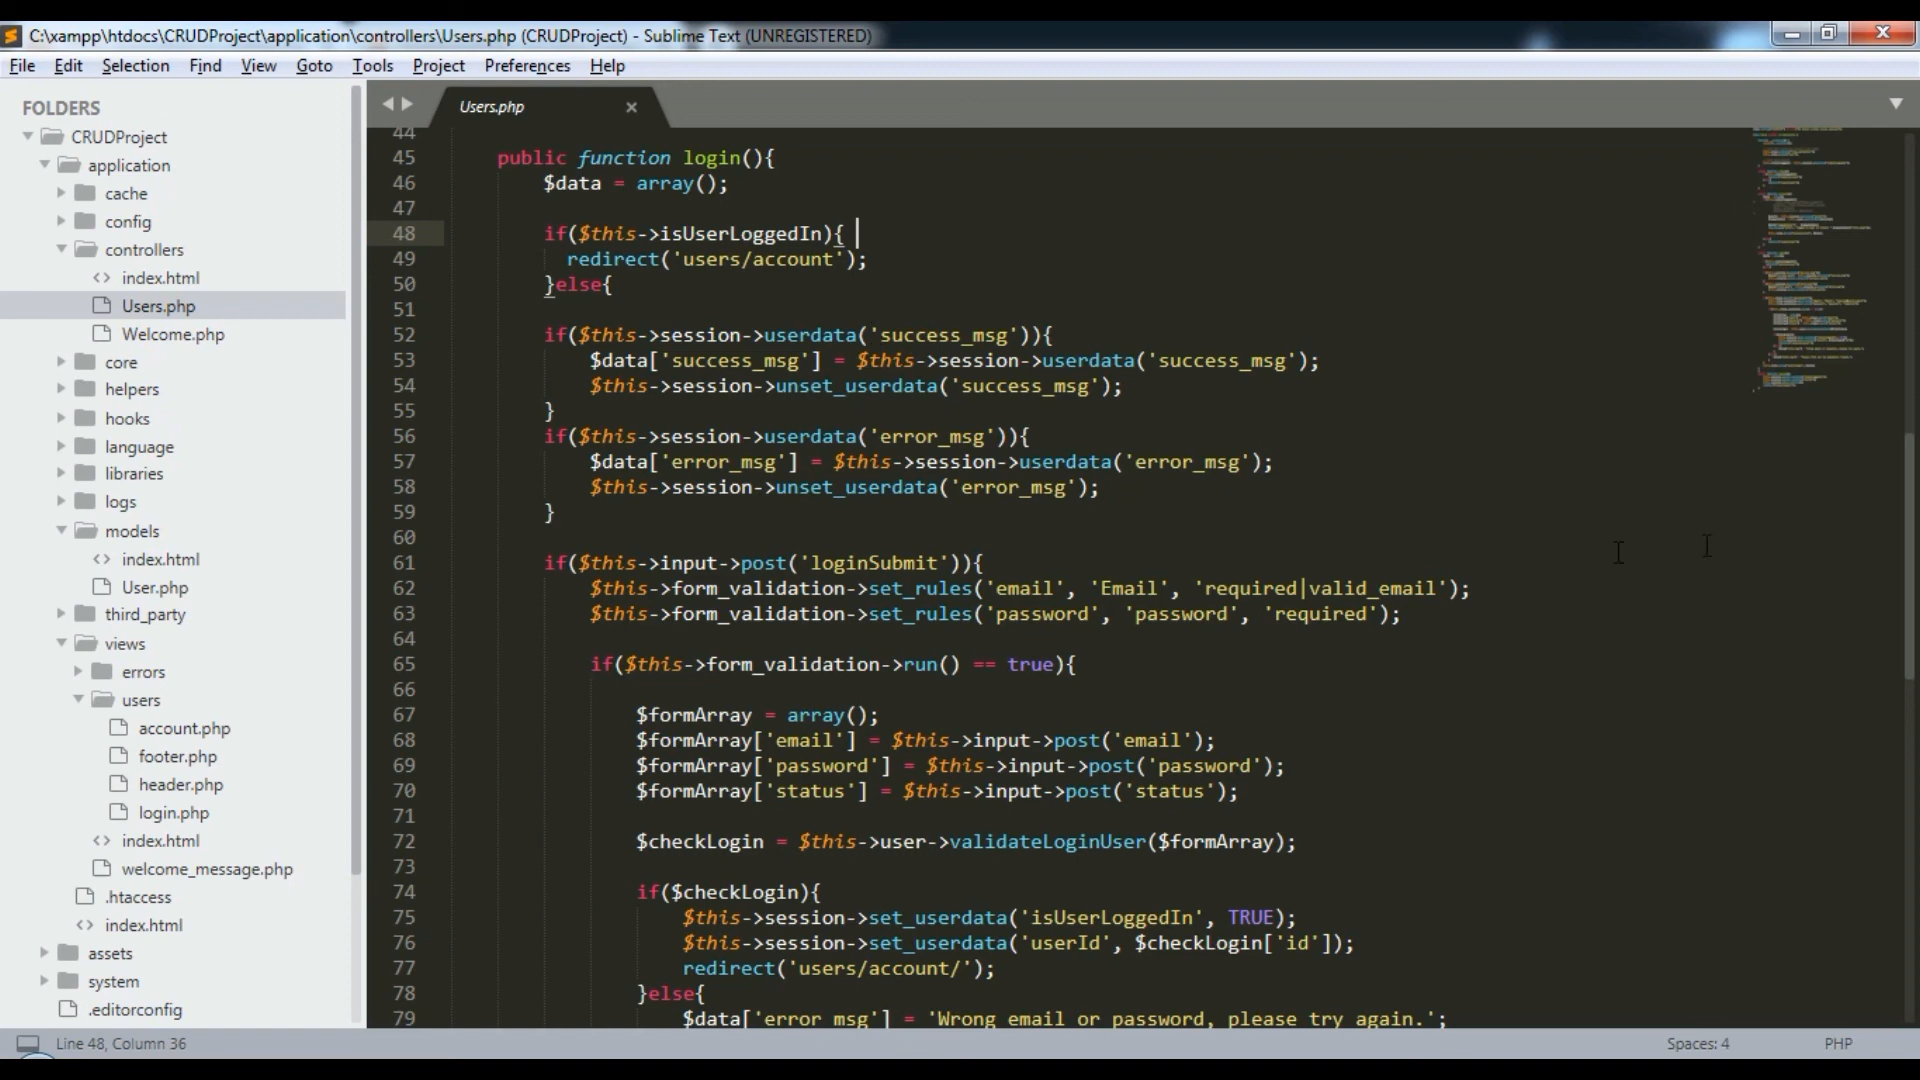 C:\xampp\htdocs\CRUDProject\application\controllers\Users.php (CRUDProject) - Sublime Text (UNREGISTERED)
File Edit Selection Find View Goto Tools Project Preferences Help
FOLDERS
CRUDProject
application
cache
config
controllers
index.html
Users.php
Welcome.php
core
helpers
hooks
language
libraries
logs
models
index.html
User.php
third_party
views
errors
users
account.php
footer.php
header.php
login.php
index.html
welcome_message.php
.htaccess
index.html
assets
system
.editorconfig
Users.php
44
45 public function login(){
46 $data = array();
47
48 if($this->isUserLoggedIn){
49 redirect('users/account');
50 }else{
51
52 if($this->session->userdata('success_msg')){
53 $data['success_msg'] = $this->session->userdata('success_msg');
54 $this->session->unset_userdata('success_msg');
55 }
56 if($this->session->userdata('error_msg')){
57 $data['error_msg'] = $this->session->userdata('error_msg');
58 $this->session->unset_userdata('error_msg');
59 }
60
61 if($this->input->post('loginSubmit')){
62 $this->form_validation->set_rules('email', 'Email', 'required|valid_email');
63 $this->form_validation->set_rules('password', 'password', 'required');
64
65 if($this->form_validation->run() == true){
66
67 $formArray = array();
68 $formArray['email'] = $this->input->post('email');
69 $formArray['password'] = $this->input->post('password');
70 $formArray['status'] = $this->input->post('status');
71
72 $checkLogin = $this->user->validateLoginUser($formArray);
73
74 if($checkLogin){
75 $this->session->set_userdata('isUserLoggedIn', TRUE);
76 $this->session->set_userdata('userId', $checkLogin['id']);
77 redirect('users/account/');
78 }else{
79 $data['error_msg'] = 'Wrong email or password, please try again.';
Line 48, Column 36
Spaces: 4
PHP